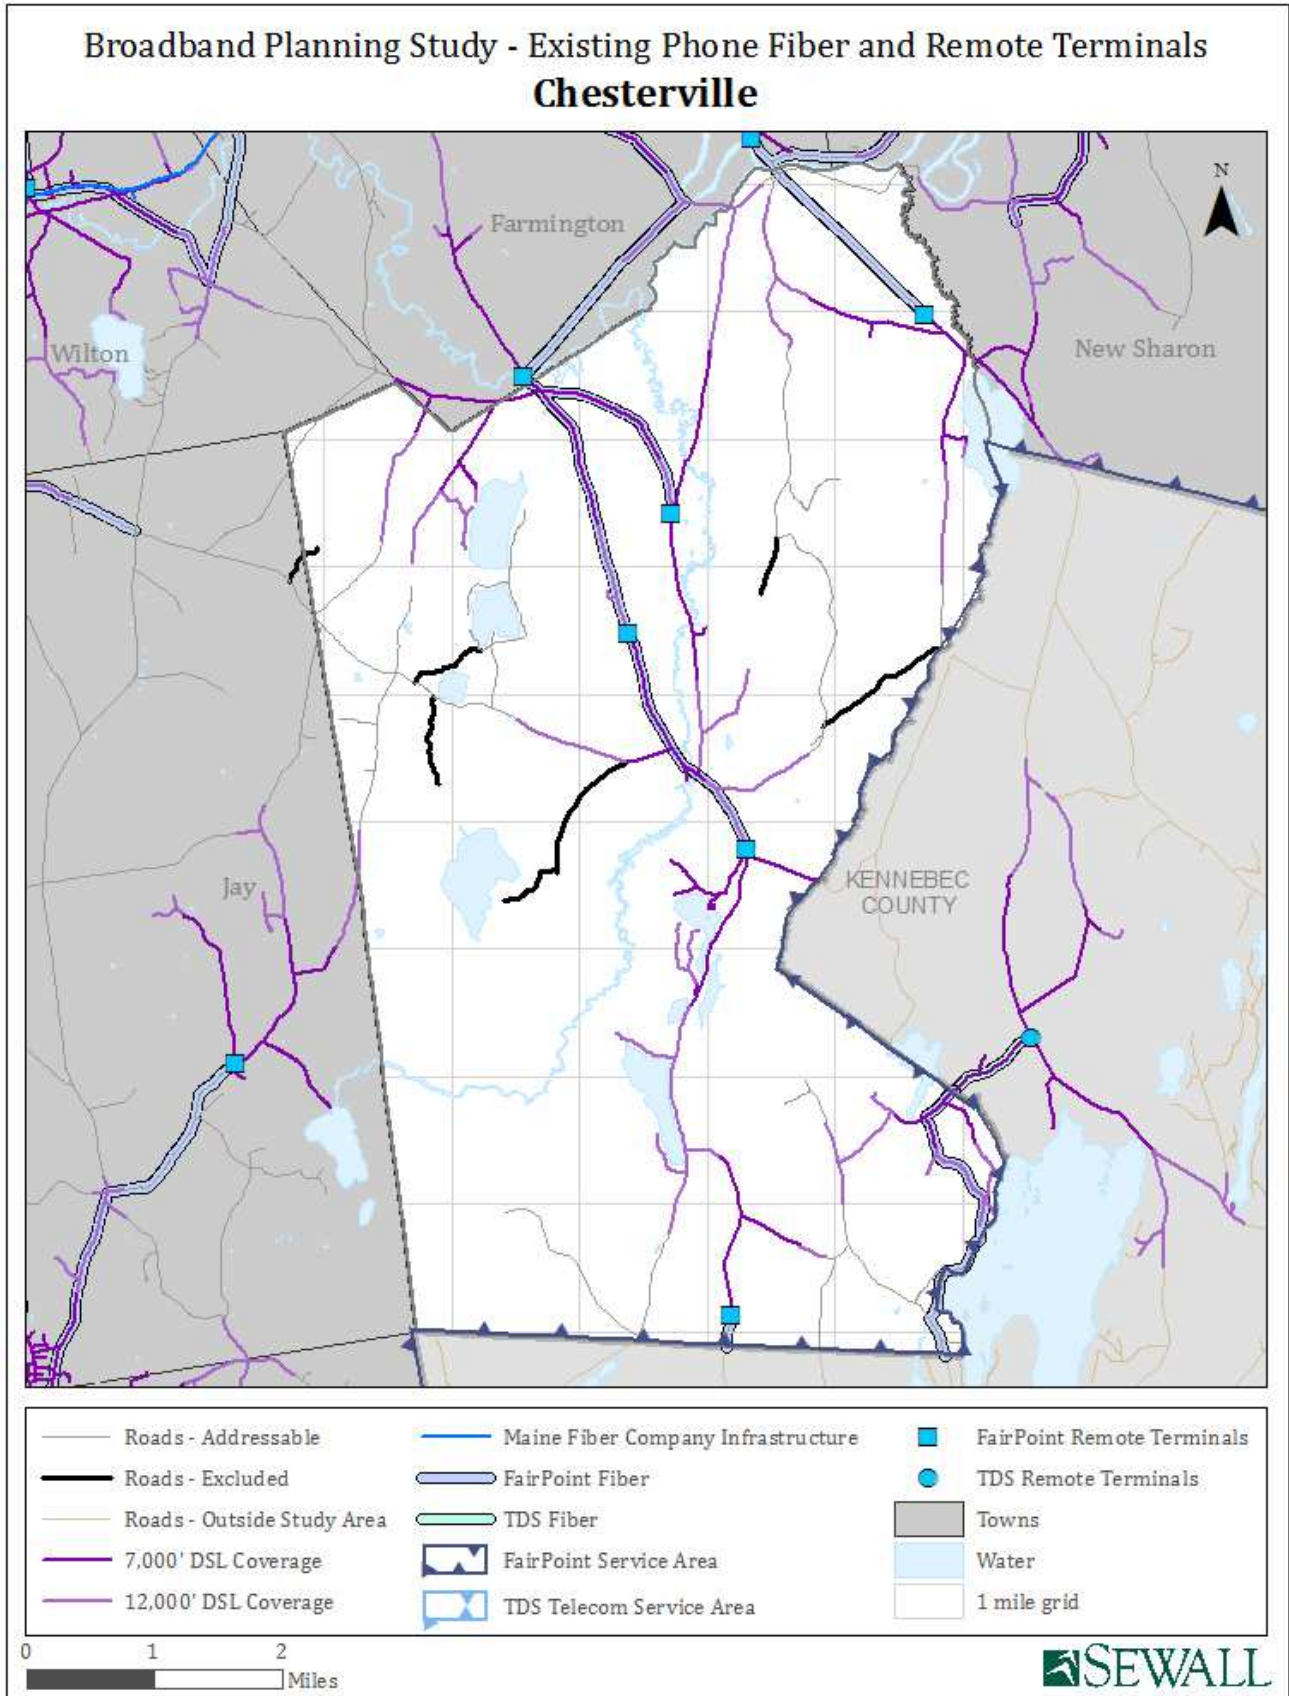 Broadband Planning Study - Existing Phone Fiber and Remote Terminals
Chesterville
N
Farmington
Wilton
New Sharon
Jay
KENNEBEC
COUNTY
Roads - Addressable
Roads - Excluded
Roads - Outside Study Area
7,000' DSL Coverage
12,000' DSL Coverage
Maine Fiber Company Infrastructure
FairPoint Fiber
TDS Fiber
FairPoint Service Area
TDS Telecom Service Area
FairPoint Remote Terminals
TDS Remote Terminals
Towns
Water
1 mile grid
0 1 2
Miles
SEWALL